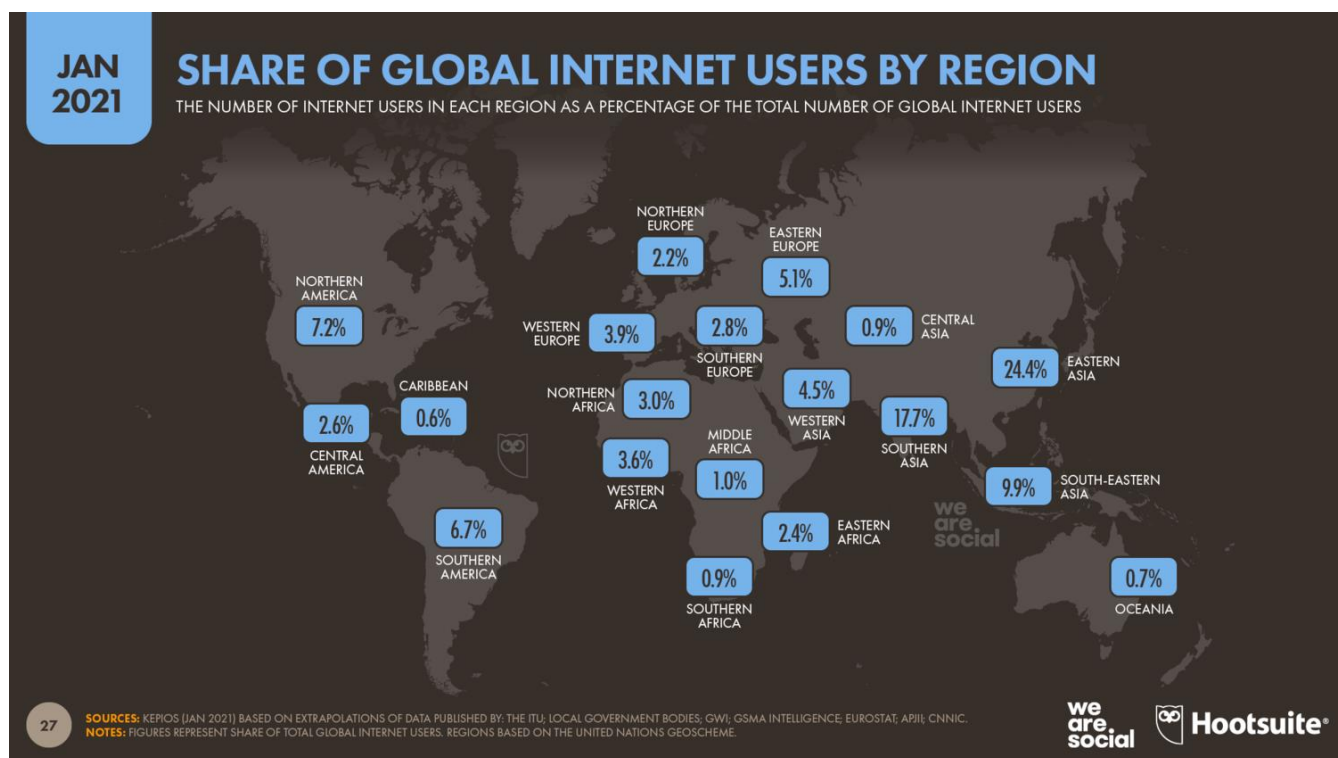 JAN
2021
SHARE OF GLOBAL INTERNET USERS BY REGION
THE NUMBER OF INTERNET USERS IN EACH REGION AS A PERCENTAGE OF THE TOTAL NUMBER OF GLOBAL INTERNET USERS
NORTHERN
AMERICA
7.2%
CARIBBEAN
0.6%
2.6%
CENTRAL
AMERICA
6.7%
SOUTHERN
AMERICA
NORTHERN
EUROPE
2.2%
EASTERN
EUROPE
5.1%
WESTERN
EUROPE
3.9%
2.8%
SOUTHERN
EUROPE
0.9%
CENTRAL
ASIA
24.4%
EASTERN
ASIA
NORTHERN
AFRICA
3.0%
4.5%
WESTERN
ASIA
17.7%
SOUTHERN
ASIA
3.6%
WESTERN
AFRICA
MIDDLE
AFRICA
1.0%
9.9%
SOUTH-EASTERN
ASIA
2.4%
EASTERN
AFRICA
0.9%
SOUTHERN
AFRICA
0.7%
OCEANIA
we
are
social
27
SOURCES: KEPIOS (JAN 2021) BASED ON EXTRAPOLATIONS OF DATA PUBLISHED BY: THE ITU; LOCAL GOVERNMENT BODIES; GWI; GSMA INTELLIGENCE; EUROSTAT; APJII; CNNIC.
NOTES: FIGURES REPRESENT SHARE OF TOTAL GLOBAL INTERNET USERS. REGIONS BASED ON THE UNITED NATIONS GEOSCHEME.
we
are
social
Hootsuite®